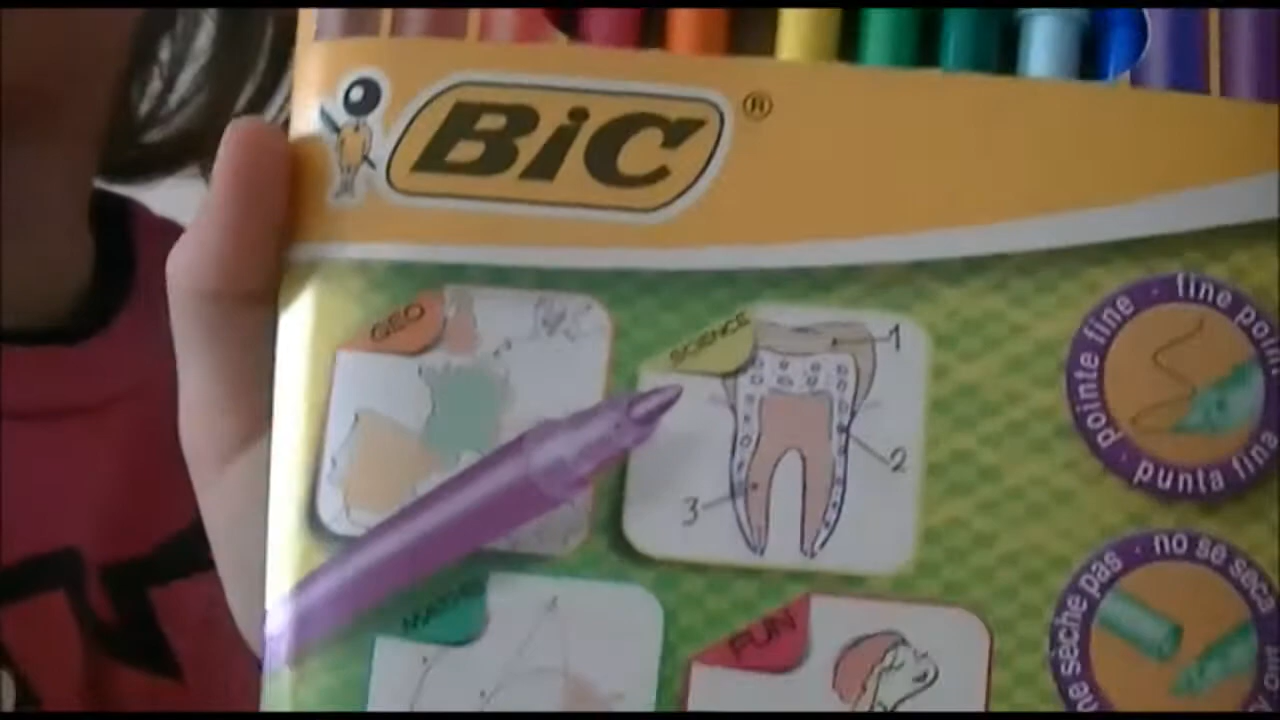 BiC ®
GEO
SCIENCE
1
2
3
pointe fine · fine point
· punta fina
MATHS
FUN
ne sèche pas · no se seca